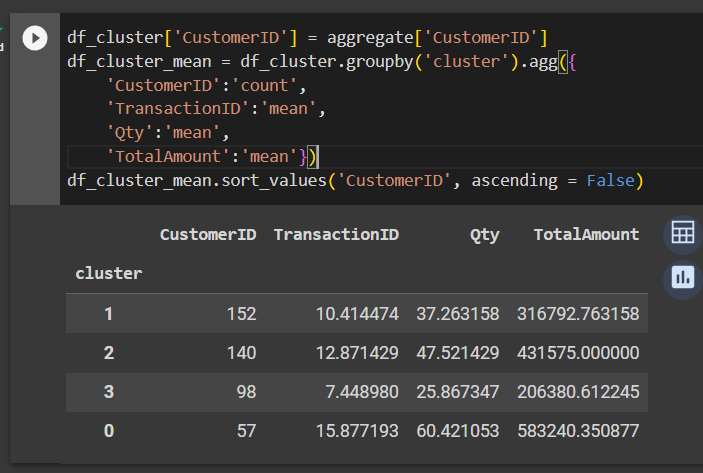 df_cluster['CustomerID'] = aggregate['CustomerID']
df_cluster_mean = df_cluster.groupby('cluster').agg({
    'CustomerID':'count',
    'TransactionID':'mean',
    'Qty':'mean',
    'TotalAmount':'mean'})
df_cluster_mean.sort_values('CustomerID', ascending = False)
CustomerID TransactionID Qty TotalAmount
cluster
1 152 10.414474 37.263158 316792.763158
2 140 12.871429 47.521429 431575.000000
3 98 7.448980 25.867347 206380.612245
0 57 15.877193 60.421053 583240.350877